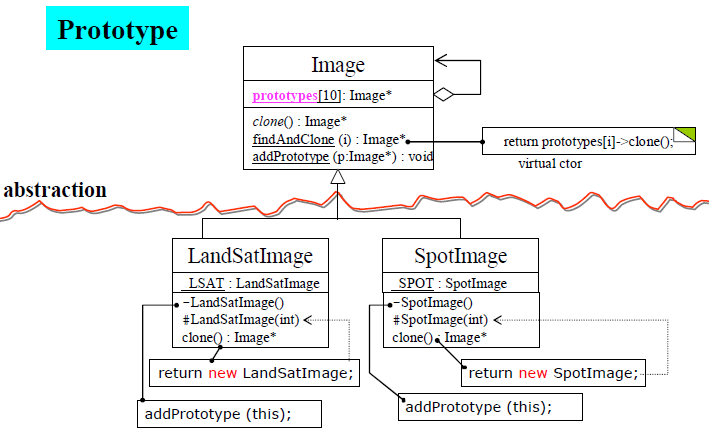 Prototype
Image
prototypes[10]: Image*
clone() : Image*
findAndClone (i) : Image*
addPrototype (p:Image*) : void
return prototypes[i]->clone();
virtual ctor
abstraction
LandSatImage
_LSAT : LandSatImage
-LandSatImage()
#LandSatImage(int)
clone() : Image*
return new LandSatImage;
addPrototype (this);
SpotImage
_SPOT : SpotImage
-SpotImage()
#SpotImage(int)
clone() : Image*
return new SpotImage;
addPrototype (this);